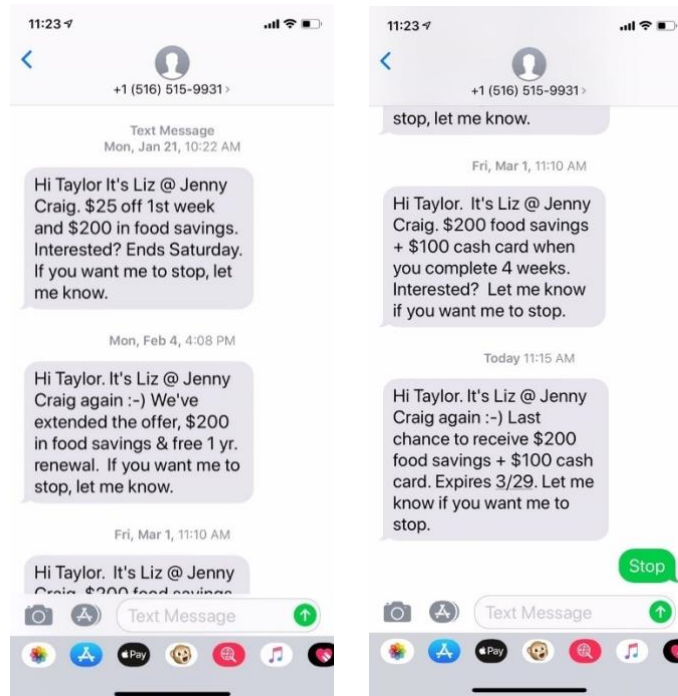 11:23
+1 (516) 515-9931 >
Text Message
Mon, Jan 21, 10:22 AM
Hi Taylor It's Liz @ Jenny
Craig. $25 off 1st week
and $200 in food savings.
Interested? Ends Saturday.
If you want me to stop, let
me know.
Mon, Feb 4, 4:08 PM
Hi Taylor. It's Liz @ Jenny
Craig again :-) We've
extended the offer, $200
in food savings & free 1 yr.
renewal.  If you want me to
stop, let me know.
Fri, Mar 1, 11:10 AM
Hi Taylor.  It's Liz @ Jenny
Craig. $200 food savings
Text Message
Pay
11:23
+1 (516) 515-9931 >
stop, let me know.
Fri, Mar 1, 11:10 AM
Hi Taylor.  It's Liz @ Jenny
Craig. $200 food savings
+ $100 cash card when
you complete 4 weeks.
Interested?  Let me know
if you want me to stop.
Today 11:15 AM
Hi Taylor. It's Liz @ Jenny
Craig again :-) Last
chance to receive $200
food savings + $100 cash
card. Expires 3/29. Let me
know if you want me to
stop.
Stop
Text Message
Pay